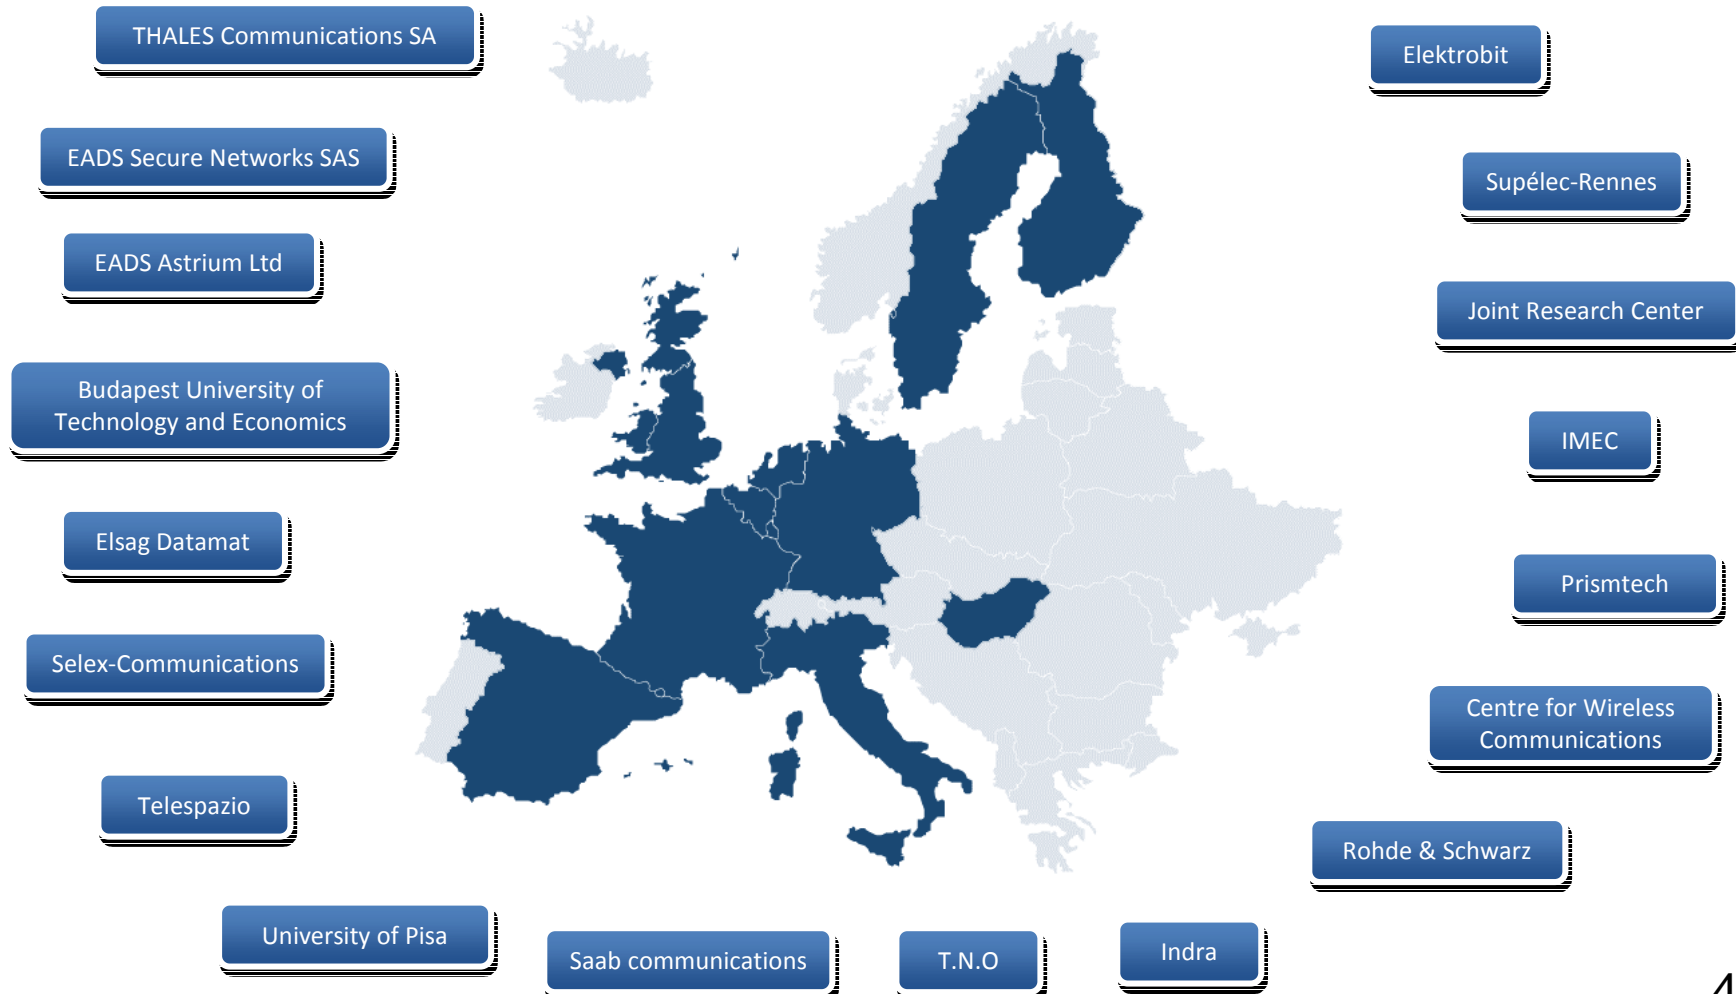 THALES Communications SA
Elektrobit
EADS Secure Networks SAS
Supélec-Rennes
EADS Astrium Ltd
Joint Research Center
Budapest University of
Technology and Economics
IMEC
Elsag Datamat
Prismtech
Selex-Communications
Centre for Wireless
Communications
Telespazio
Rohde & Schwarz
University of Pisa
Saab communications
T.N.O
Indra
4